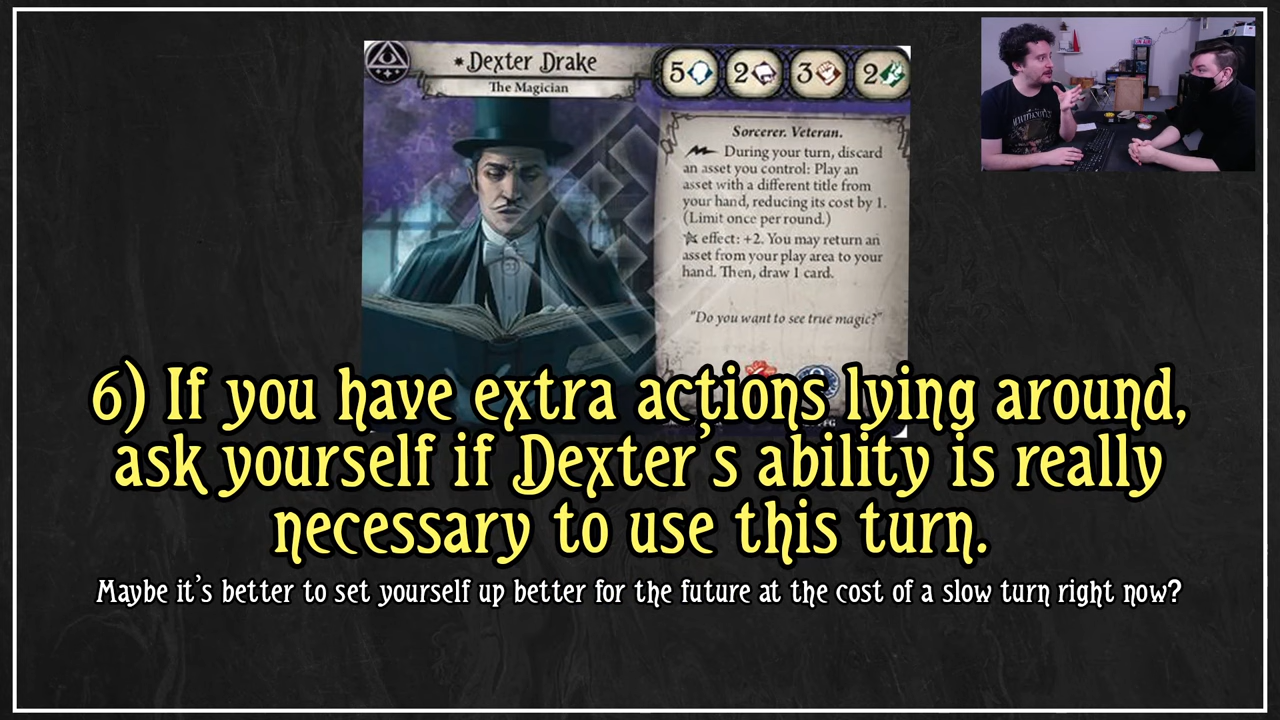 Dexter Drake
The Magician
5 2 3 2
Sorcerer. Veteran.
During your turn, discard
an asset you control: Play an
asset with a different title from
your hand, reducing its cost by 1.
(Limit once per round.)
effect: +2. You may return an
asset from your play area to your
hand. Then, draw 1 card.
"Do you want to see true magic?"
6) If you have extra actions lying around,
ask yourself if Dexter's ability is really
necessary to use this turn.
Maybe it's better to set yourself up better for the future at the cost of a slow turn right now?